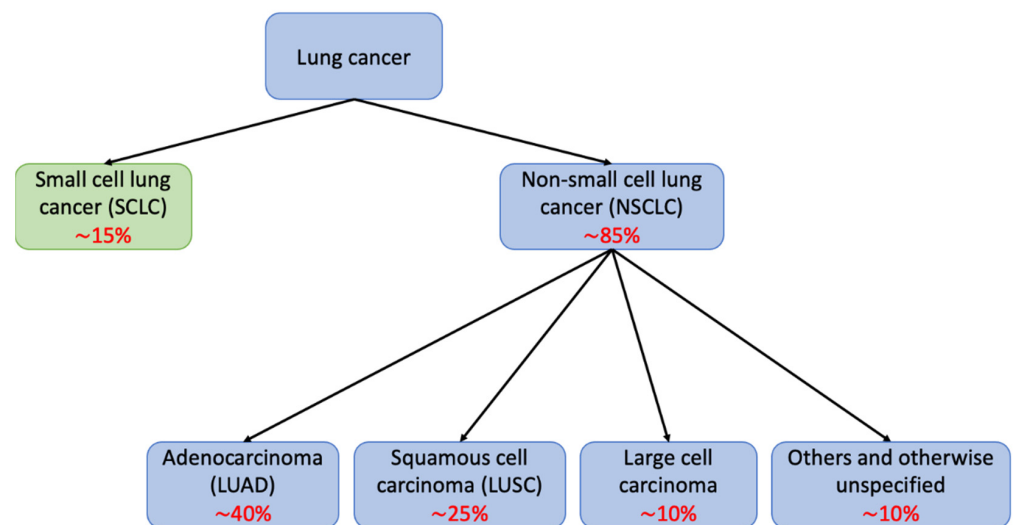 Lung cancer
Small cell lung
cancer (SCLC)
~15%
Non-small cell lung
cancer (NSCLC)
~85%
Adenocarcinoma
(LUAD)
~40%
Squamous cell
carcinoma (LUSC)
~25%
Large cell
carcinoma
~10%
Others and otherwise
unspecified
~10%